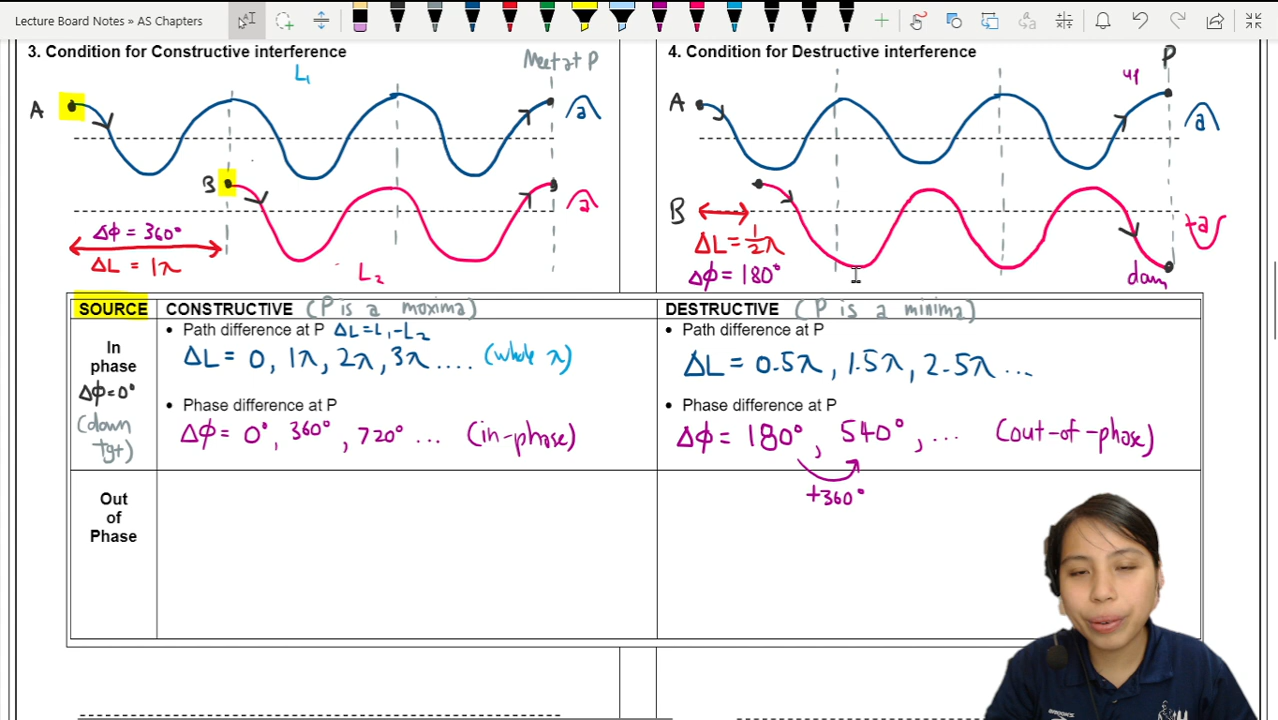 Lecture Board Notes » AS Chapters
3. Condition for Constructive interference
L₁
Meet at P
A
a
B
a
Δϕ = 360°
ΔL = 1λ
L₂
4. Condition for Destructive interference
up
P
A
a
B
ΔL = ½λ
Δϕ = 180°
-a
down
SOURCE
CONSTRUCTIVE (P is a maxima)
DESTRUCTIVE (P is a minima)
In
phase
Δϕ=0°
(down
tgt)
• Path difference at P ΔL=L₁-L₂
ΔL = 0, 1λ, 2λ, 3λ .... (whole λ)
• Phase difference at P
Δϕ = 0°, 360°, 720° ... (in-phase)
• Path difference at P
ΔL = 0.5λ, 1.5λ, 2.5λ ...
• Phase difference at P
Δϕ = 180°, 540°, ... (out-of-phase)
+360°
Out
of
Phase